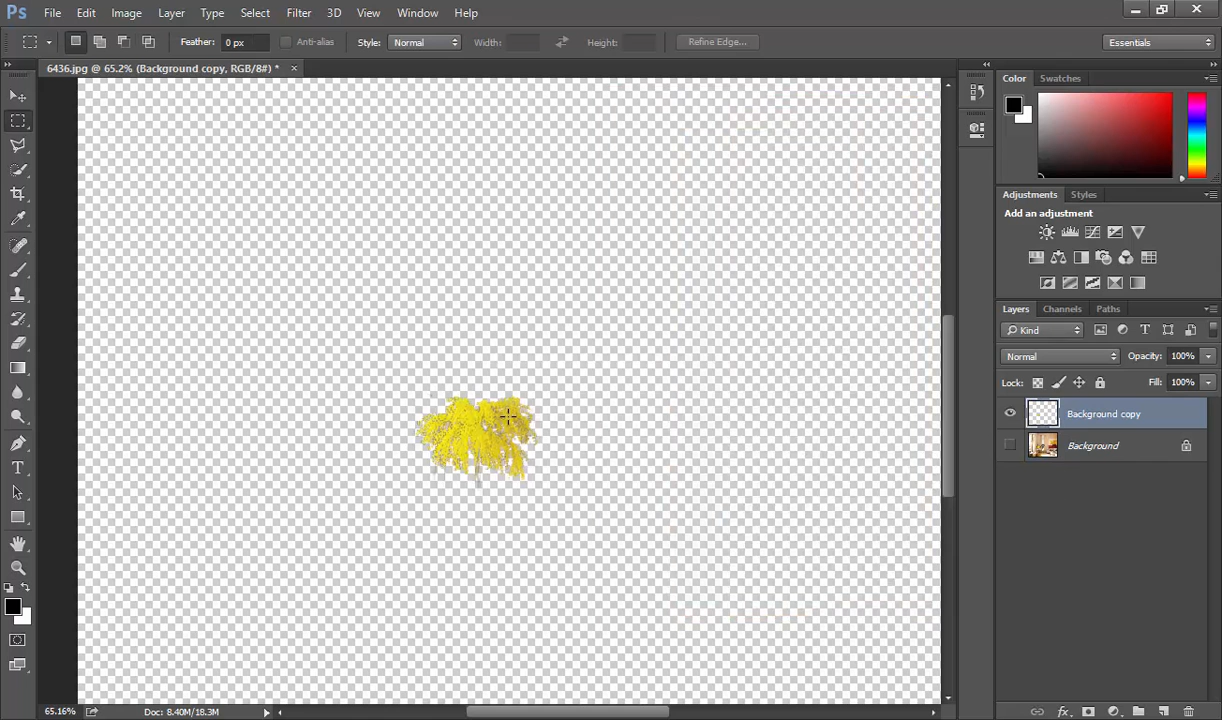 Ps File Edit Image Layer Type Select Filter 3D View Window Help
Feather: 0 px Anti-alias Style: Normal Width: Height: Refine Edge... Essentials
6436.jpg @ 65.2% (Background copy, RGB/8#) * ×
Color Swatches
Adjustments Styles
Add an adjustment
Layers Channels Paths
Kind
Normal Opacity: 100%
Lock: Fill: 100%
Background copy
Background
65.16% Doc: 8.40M/18.3M